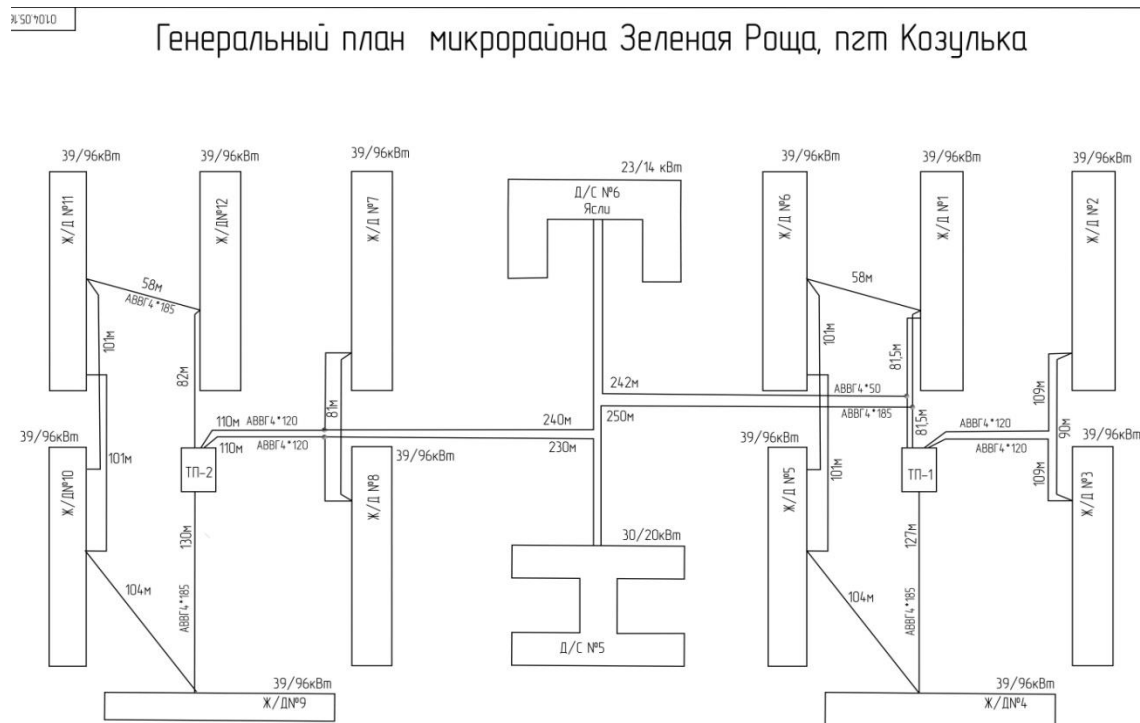 Генеральный план микрорайона Зеленая Роща, пгт Козулька
39/96кВт
39/96кВт
39/96кВт
23/14 кВт
39/96кВт
39/96кВт
39/96кВт
Ж/Д №11
Ж/Д№12
Ж/Д №7
Д/С №6
Ясли
Ж/Д №6
Ж/Д №1
Ж/Д №2
58м
АВВГ4*185
58м
101м
82м
81м
101м
81,5м
109м
242м
АВВГ4*50
110м
АВВГ4*120
240м
250м
АВВГ4*185
81,5м
АВВГ4*120
90м
39/96кВт
101м
110м
АВВГ4*120
230м
39/96кВт
39/96кВт
101м
АВВГ4*120
109м
39/96кВт
Ж/Д№10
ТП-2
Ж/Д №8
Ж/Д №5
ТП-1
Ж/Д №3
130м
30/20кВт
127м
104м
АВВГ4*185
104м
АВВГ4*185
Д/С №5
39/96кВт
39/96кВт
Ж/Д№9
Ж/Д№4